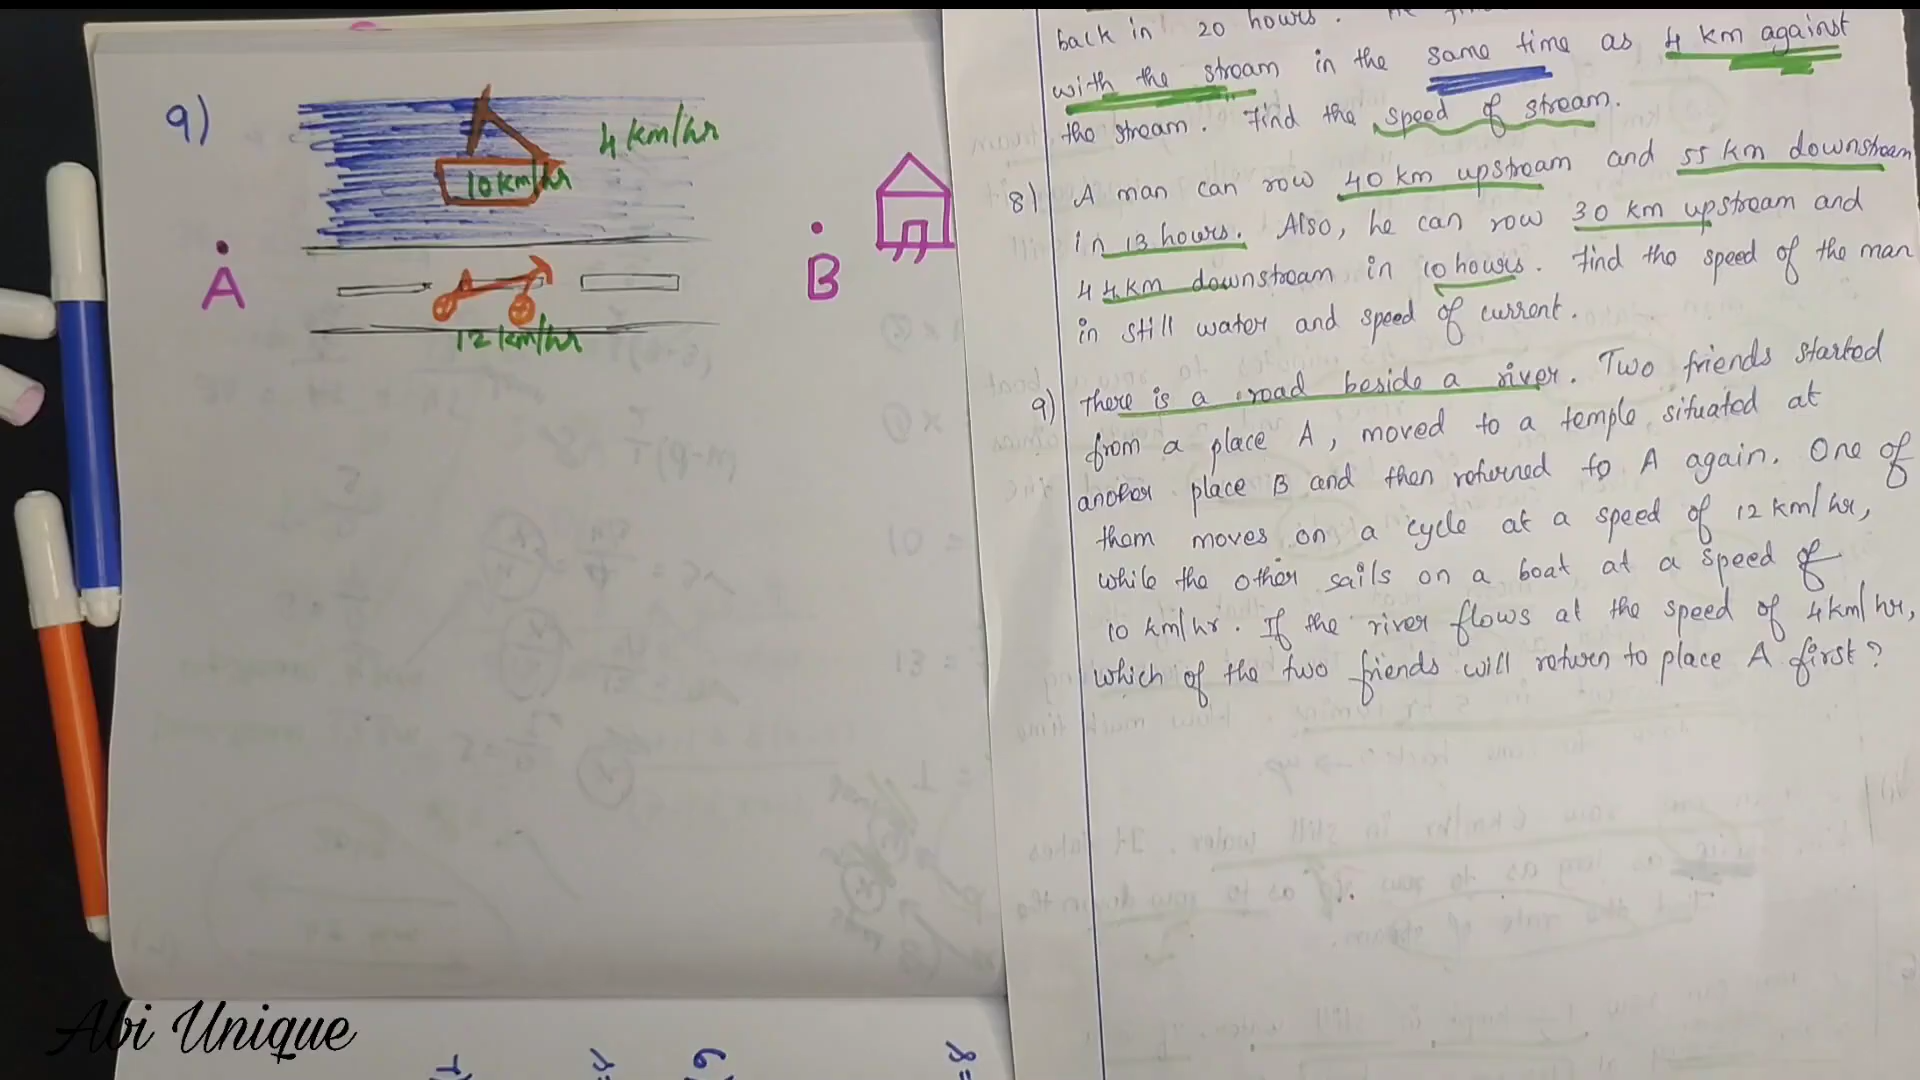 9)
4 km/hr
10 km/hr
A
B
12 km/hr
back in 20 hours. He
with the stream in the same time as 4 km against
the stream. Find the speed of stream.
8) A man can row 40 km upstream and 55 km downstream
in 13 hours. Also, he can row 30 km upstream and
44 km downstream in 10 hours. Find the speed of the man
in still water and speed of current.
9) There is a road beside a river. Two friends started
from a place A, moved to a temple situated at
another place B and then returned to A again. One of
them moves on a cycle at a speed of 12 km/hr,
while the other sails on a boat at a speed of
10 km/hr. If the river flows at the speed of 4 km/hr,
which of the two friends will return to place A first?
Abi Unique